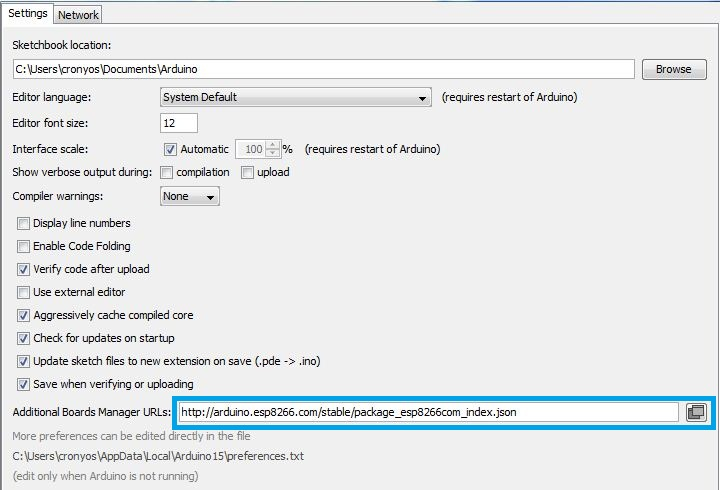 Settings Network
Sketchbook location:
C:\Users\cronyos\Documents\Arduino Browse
Editor language: System Default (requires restart of Arduino)
Editor font size: 12
Interface scale: Automatic 100 % (requires restart of Arduino)
Show verbose output during: compilation upload
Compiler warnings: None
Display line numbers
Enable Code Folding
Verify code after upload
Use external editor
Aggressively cache compiled core
Check for updates on startup
Update sketch files to new extension on save (.pde -> .ino)
Save when verifying or uploading
Additional Boards Manager URLs: http://arduino.esp8266.com/stable/package_esp8266com_index.json
More preferences can be edited directly in the file
C:\Users\cronyos\AppData\Local\Arduino15\preferences.txt
(edit only when Arduino is not running)